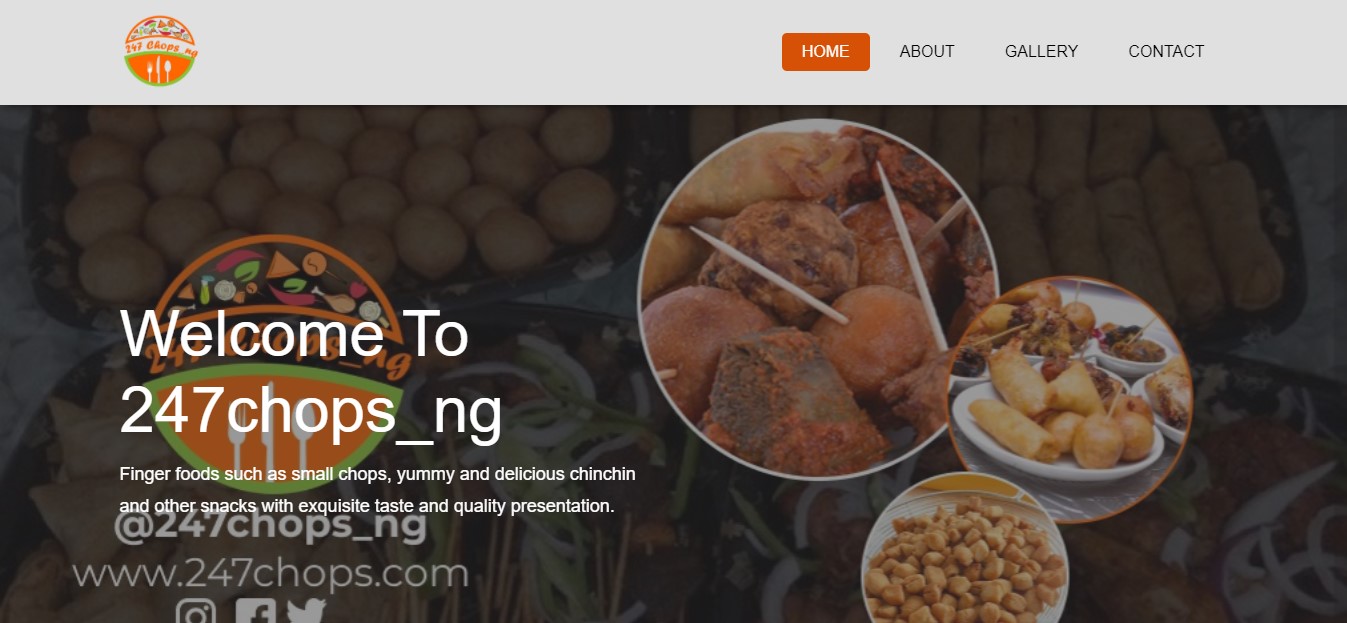 247 Chops_ng
HOME ABOUT GALLERY CONTACT
247 Chops_ng
Welcome To
247chops_ng
Finger foods such as small chops, yummy and delicious chinchin
and other snacks with exquisite taste and quality presentation.
@247chops_ng
www.247chops.com